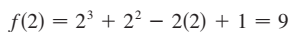 f(2) = 2³ + 2² − 2(2) + 1 = 9